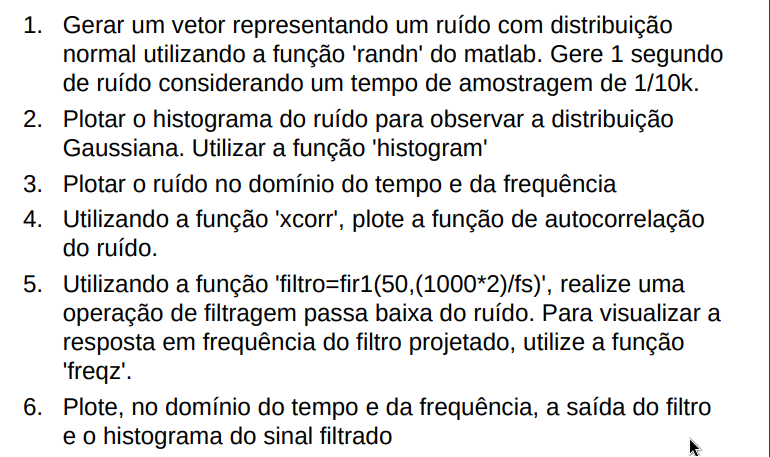 1. Gerar um vetor representando um ruído com distribuição
normal utilizando a função 'randn' do matlab. Gere 1 segundo
de ruído considerando um tempo de amostragem de 1/10k.
2. Plotar o histograma do ruído para observar a distribuição
Gaussiana. Utilizar a função 'histogram'
3. Plotar o ruído no domínio do tempo e da frequência
4. Utilizando a função 'xcorr', plote a função de autocorrelação
do ruído.
5. Utilizando a função 'filtro=fir1(50,(1000*2)/fs)', realize uma
operação de filtragem passa baixa do ruído. Para visualizar a
resposta em frequência do filtro projetado, utilize a função
'freqz'.
6. Plote, no domínio do tempo e da frequência, a saída do filtro
e o histograma do sinal filtrado